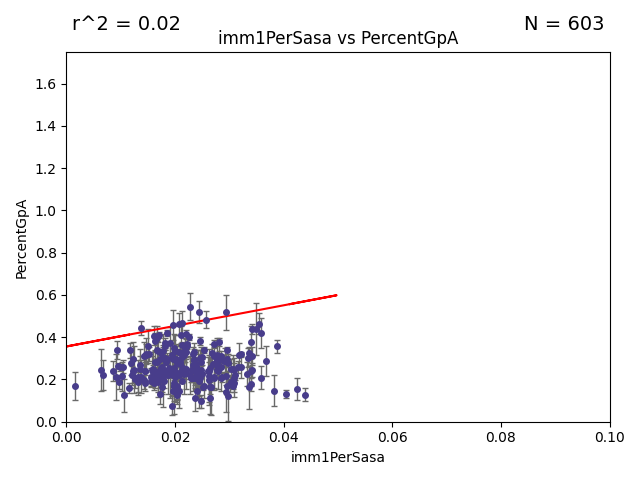 r^2 = 0.02
N = 603
imm1PerSasa vs PercentGpA
PercentGpA
1.6
1.4
1.2
1.0
0.8
0.6
0.4
0.2
0.0
0.00 0.02 0.04 0.06 0.08 0.10
imm1PerSasa